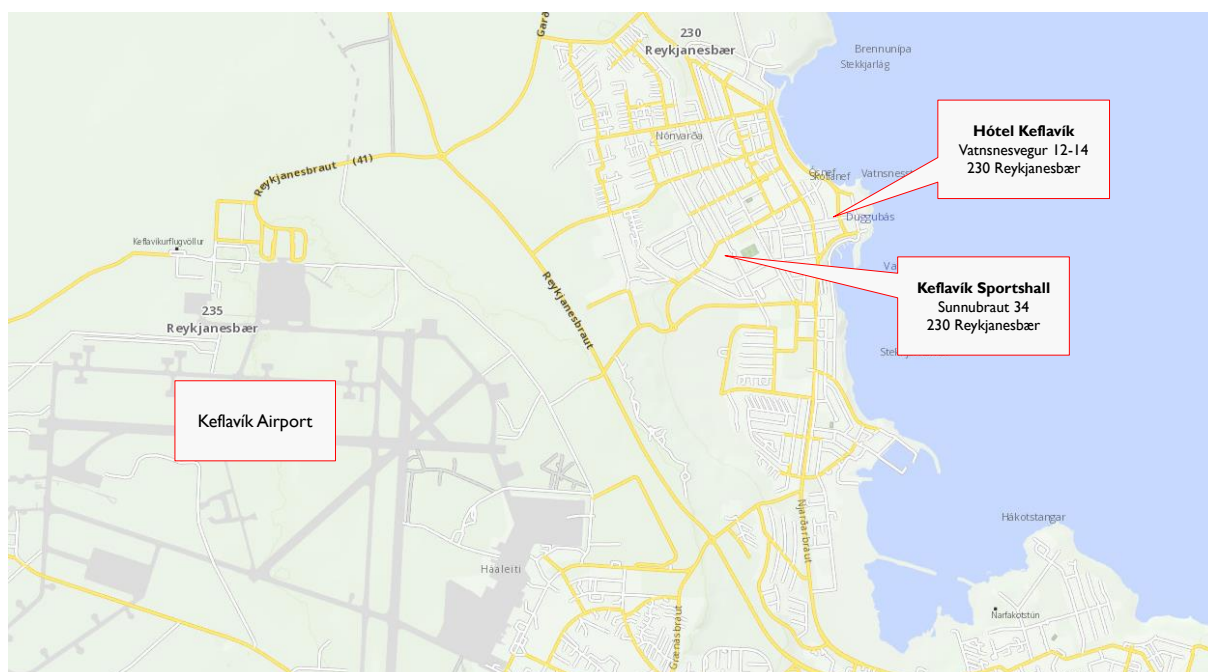 230
Reykjanesbær
Brennunípa
Stekkjarlág
Hótel Keflavík
Vatnsnesvegur 12-14
230 Reykjanesbær
Nónvarða
Reykjanesbraut (41)
Vatnsnes
Duggubás
Keflavíkurflugvöllur
Keflavík Sportshall
Sunnubraut 34
230 Reykjanesbær
Reykjanesbraut
235
Reykjanesbær
Keflavík Airport
Njarðarbraut
Hákotstangar
Háaleiti
Narfakotstún
Grænásbraut